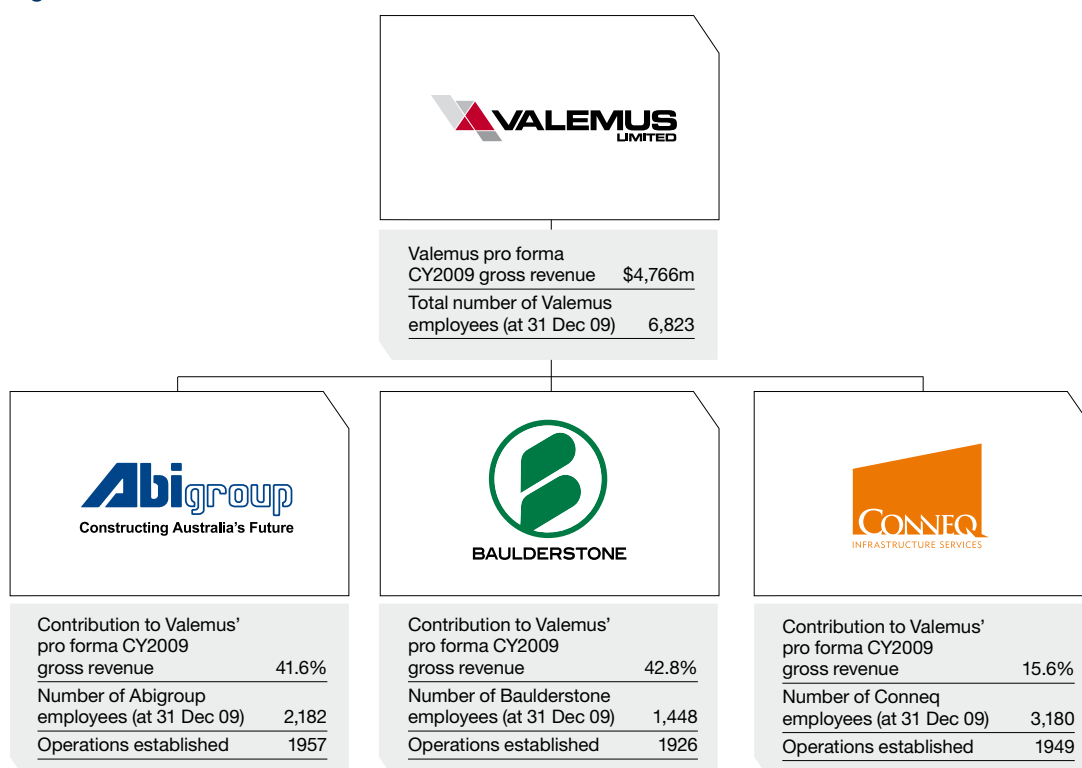 VALEMUS
LIMITED
Valemus pro forma
CY2009 gross revenue $4,766m
Total number of Valemus
employees (at 31 Dec 09) 6,823
Abigroup
Constructing Australia's Future
Contribution to Valemus'
pro forma CY2009
gross revenue 41.6%
Number of Abigroup
employees (at 31 Dec 09) 2,182
Operations established 1957
BAULDERSTONE
Contribution to Valemus'
pro forma CY2009
gross revenue 42.8%
Number of Baulderstone
employees (at 31 Dec 09) 1,448
Operations established 1926
CONNEQ
INFRASTRUCTURE SERVICES
Contribution to Valemus'
pro forma CY2009
gross revenue 15.6%
Number of Conneq
employees (at 31 Dec 09) 3,180
Operations established 1949